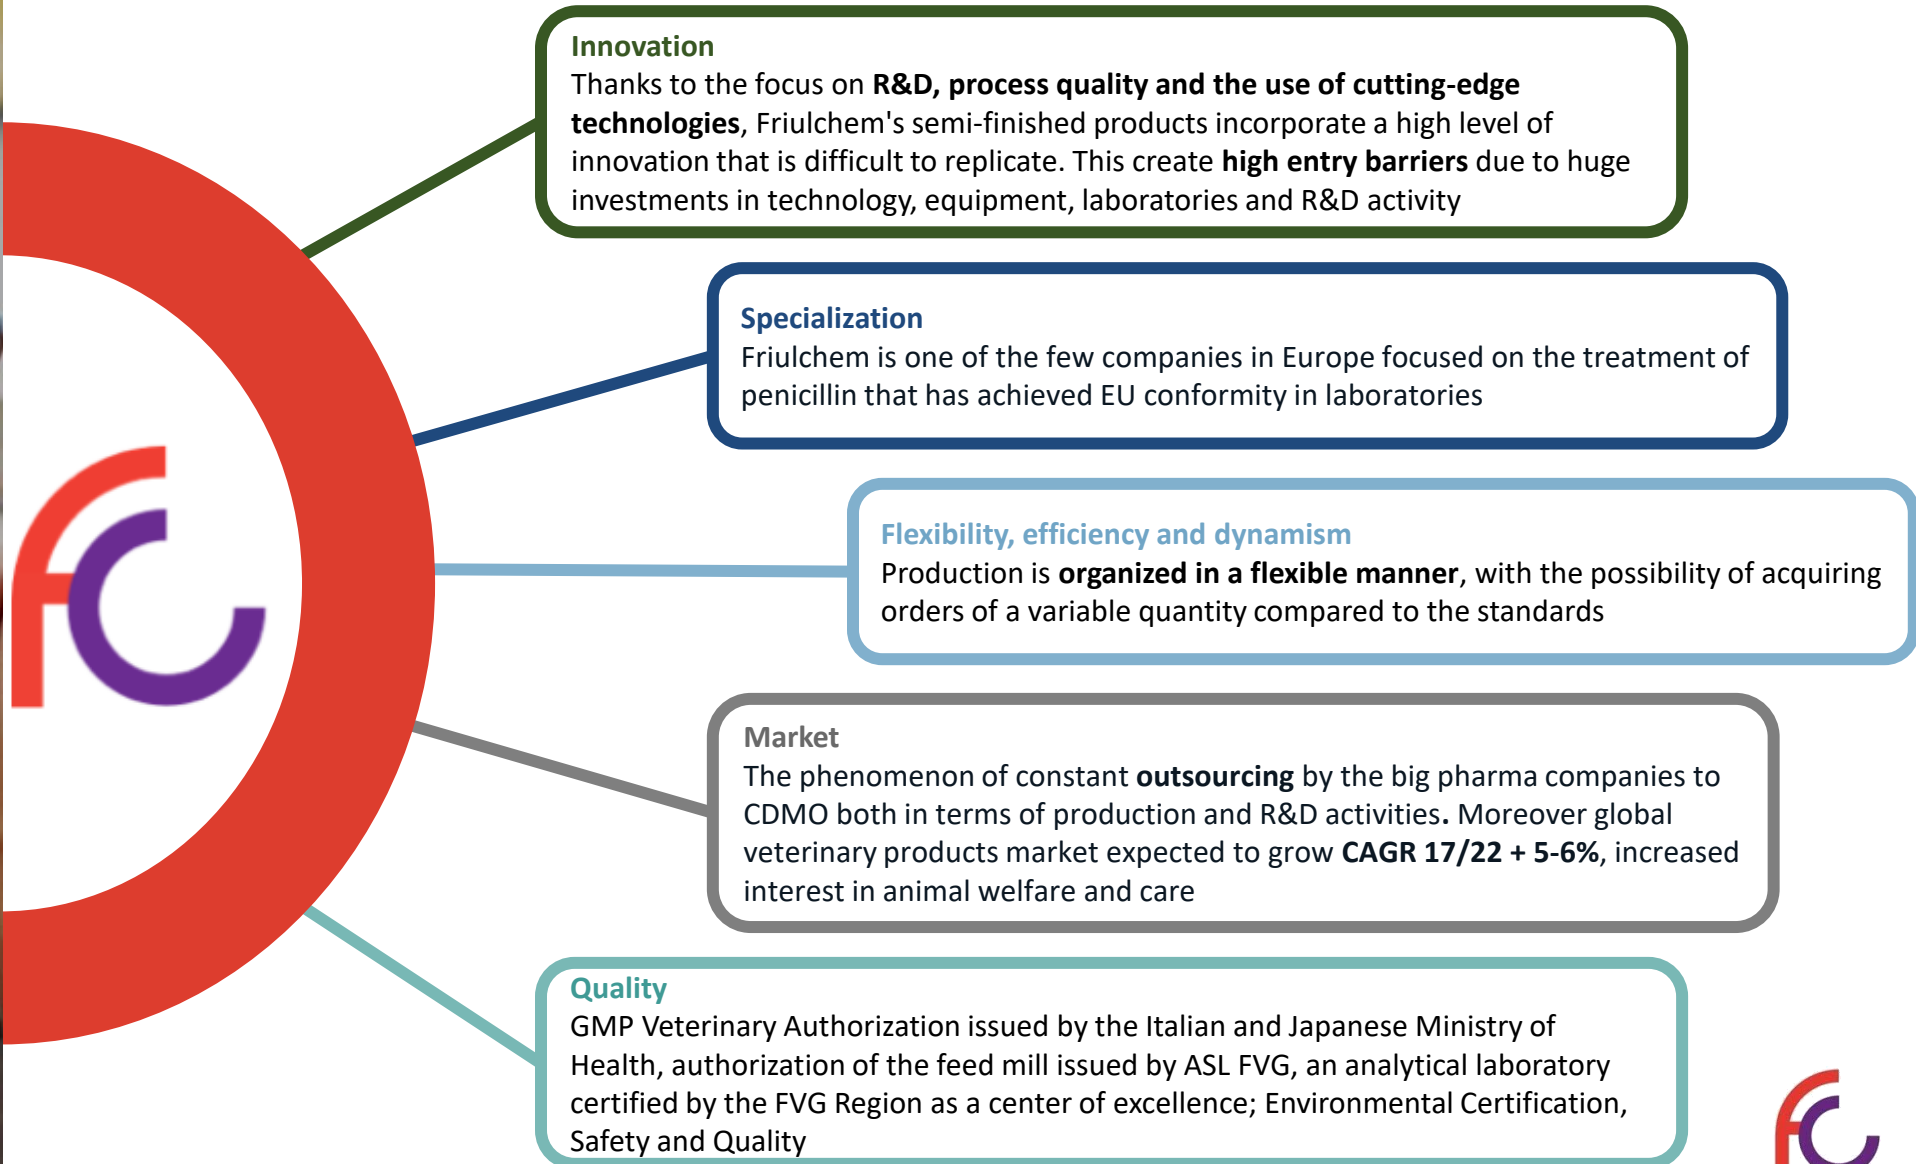 Innovation
Thanks to the focus on R&D, process quality and the use of cutting-edge
technologies, Friulchem's semi-finished products incorporate a high level of
innovation that is difficult to replicate. This create high entry barriers due to huge
investments in technology, equipment, laboratories and R&D activity
Specialization
Friulchem is one of the few companies in Europe focused on the treatment of
penicillin that has achieved EU conformity in laboratories
Flexibility, efficiency and dynamism
Production is organized in a flexible manner, with the possibility of acquiring
orders of a variable quantity compared to the standards
Market
The phenomenon of constant outsourcing by the big pharma companies to
CDMO both in terms of production and R&D activities. Moreover global
veterinary products market expected to grow CAGR 17/22 + 5-6%, increased
interest in animal welfare and care
Quality
GMP Veterinary Authorization issued by the Italian and Japanese Ministry of
Health, authorization of the feed mill issued by ASL FVG, an analytical laboratory
certified by the FVG Region as a center of excellence; Environmental Certification,
Safety and Quality